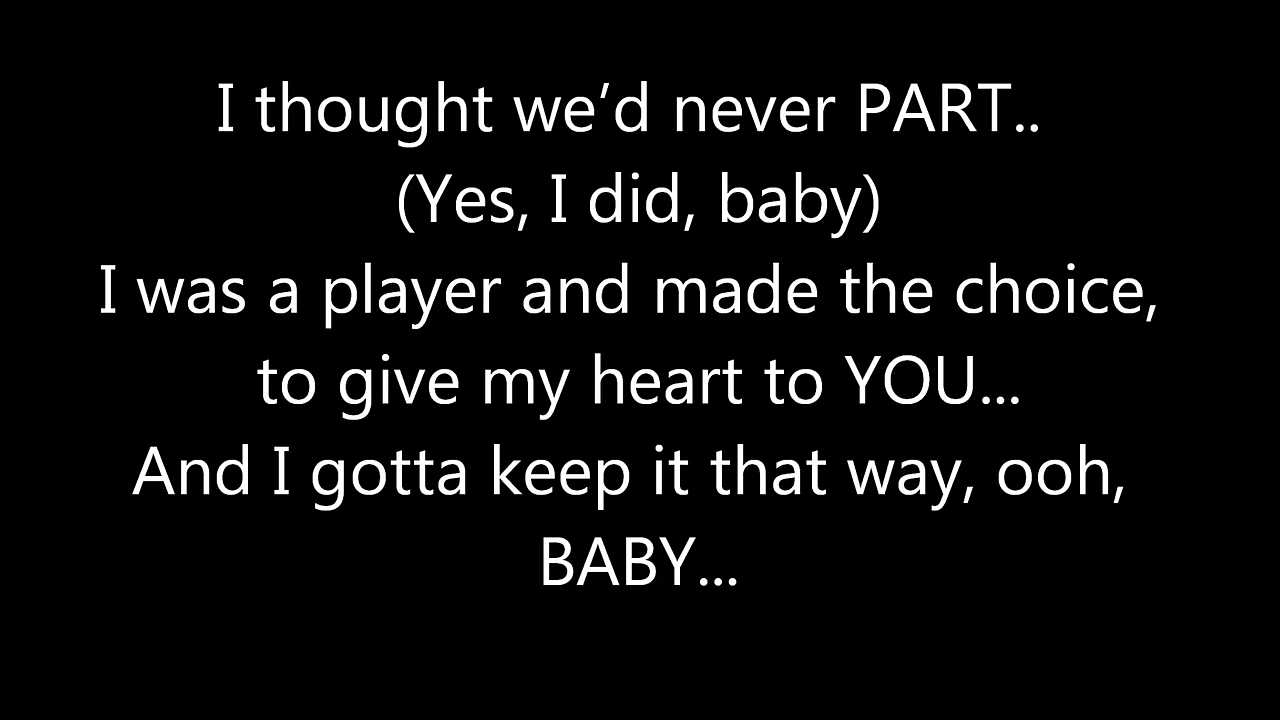 I thought we’d never PART..
(Yes, I did, baby)
I was a player and made the choice,
to give my heart to YOU...
And I gotta keep it that way, ooh,
BABY...